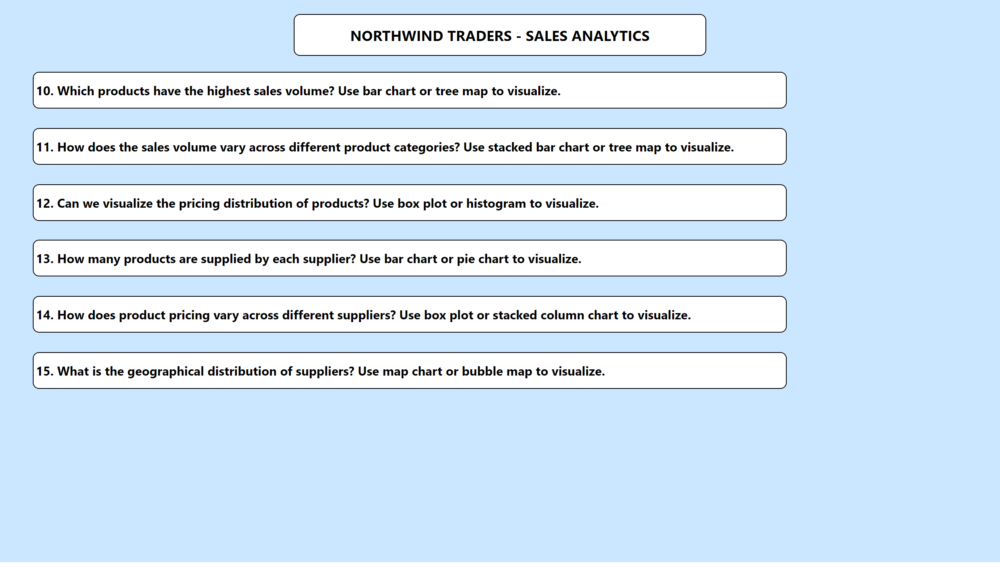 NORTHWIND TRADERS - SALES ANALYTICS
10. Which products have the highest sales volume? Use bar chart or tree map to visualize.
11. How does the sales volume vary across different product categories? Use stacked bar chart or tree map to visualize.
12. Can we visualize the pricing distribution of products? Use box plot or histogram to visualize.
13. How many products are supplied by each supplier? Use bar chart or pie chart to visualize.
14. How does product pricing vary across different suppliers? Use box plot or stacked column chart to visualize.
15. What is the geographical distribution of suppliers? Use map chart or bubble map to visualize.